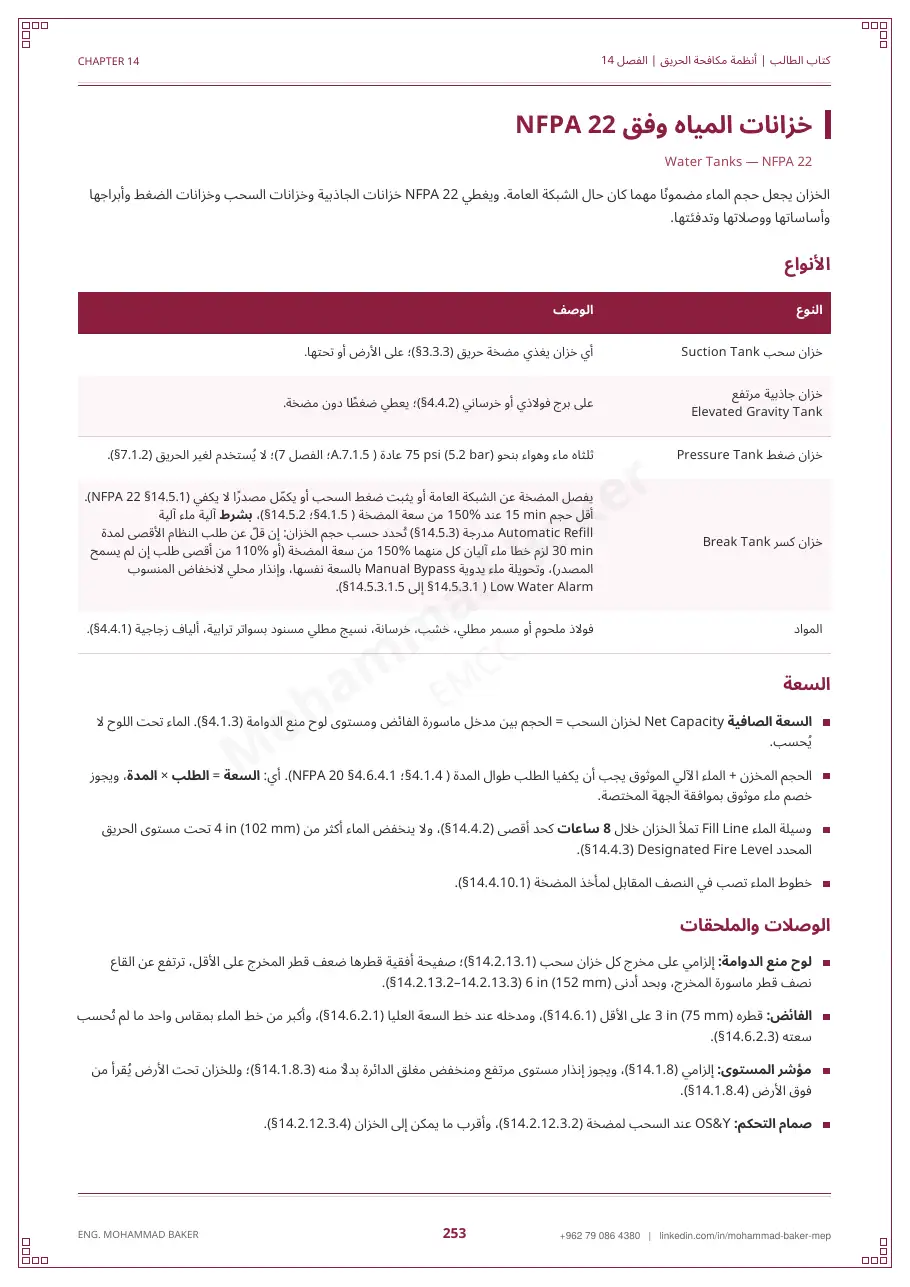 كتاب الطالب | أنظمة مكافحة الحريق | الفصل 14
CHAPTER 14
خزانات المياه وفق NFPA 22
Water Tanks — NFPA 22
الخزان يجعل حجم الماء مضمونًا مهما كان حال الشبكة العامة. ويغطي NFPA 22 خزانات الجاذبية وخزانات السحب وخزانات الضغط وأبراجها
وأساساتها ووصلاتها وتدفئتها.
الأنواع
النوع
الوصف
خزان سحب Suction Tank
أي خزان يغذي مضخة حريق (§3.3.3)؛ على الأرض أو تحتها.
خزان جاذبية مرتفع
Elevated Gravity Tank
على برج فولاذي أو خرساني (§4.4.2)؛ يعطي ضغطًا دون مضخة.
خزان ضغط Pressure Tank
ثلثاه ماء وهواء بنحو 75 psi (5.2 bar) عادة ( A.7.1.5؛ الفصل 7)؛ لا يُستخدم لغير الحريق (§7.1.2).
خزان كسر Break Tank
يفصل المضخة عن الشبكة العامة أو يثبت ضغط السحب أو يكمّل مصدرًا لا يكفي (NFPA 22 §14.5.1).
أقل حجم 15 min عند 150% من سعة المضخة ( §4.1.5؛ §14.5.2)، بشرط آلية ملء آلية
Automatic Refill مدرجة (§14.5.3) تُحدد حسب حجم الخزان: إن قلّ عن طلب النظام الأقصى لمدة
30 min لزم خطا ملء آليان كل منهما 150% من سعة المضخة (أو 110% من أقصى طلب إن لم يسمح
المصدر)، وتحويلة ملء يدوية Manual Bypass بالسعة نفسها، وإنذار محلي لانخفاض المنسوب
Low Water Alarm ( §14.5.3.1 إلى §14.5.3.1.5).
المواد
فولاذ ملحوم أو مسمر مطلي، خشب، خرسانة، نسيج مطلي مسنود بسواتر ترابية، ألياف زجاجية (§4.4.1).
السعة
السعة الصافية Net Capacity لخزان السحب = الحجم بين مدخل ماسورة الفائض ومستوى لوح منع الدوامة (§4.1.3). الماء تحت اللوح لا
يُحسب.
الحجم المخزن + الملء الآلي الموثوق يجب أن يكفيا الطلب طوال المدة ( §4.1.4؛ NFPA 20 §4.6.4.1). أي: السعة = الطلب × المدة، ويجوز
خصم ملء موثوق بموافقة الجهة المختصة.
وسيلة الملء Fill Line تملأ الخزان خلال 8 ساعات كحد أقصى (§14.4.2)، ولا ينخفض الماء أكثر من 4 in (102 mm) تحت مستوى الحريق
المحدد Designated Fire Level (§14.4.3).
خطوط الملء تصب في النصف المقابل لمأخذ المضخة (§14.4.10.1).
الوصلات والملحقات
لوح منع الدوامة: إلزامي على مخرج كل خزان سحب (§14.2.13.1)؛ صفيحة أفقية قطرها ضعف قطر المخرج على الأقل، ترتفع عن القاع
نصف قطر ماسورة المخرج، وبحد أدنى 6 in (152 mm) (§14.2.13.2–14.2.13.3).
الفائض: قطره 3 in (75 mm) على الأقل (§14.6.1)، ومدخله عند خط السعة العليا (§14.6.2.1)، وأكبر من خط الملء بمقاس واحد ما لم تُحسب
سعته (§14.6.2.3).
مؤشر المستوى: إلزامي (§14.1.8)، ويجوز إنذار مستوى مرتفع ومنخفض مغلق الدائرة بدلًا منه (§14.1.8.3)؛ وللخزان تحت الأرض يُقرأ من
فوق الأرض (§14.1.8.4).
صمام التحكم: OS&Y عند السحب لمضخة (§14.2.12.3.2)، وأقرب ما يمكن إلى الخزان (§14.2.12.3.4).
ENG. MOHAMMAD BAKER
253
+962 79 086 4380 | linkedin.com/in/mohammad-baker-mep
Mohammad Baker
EMCC